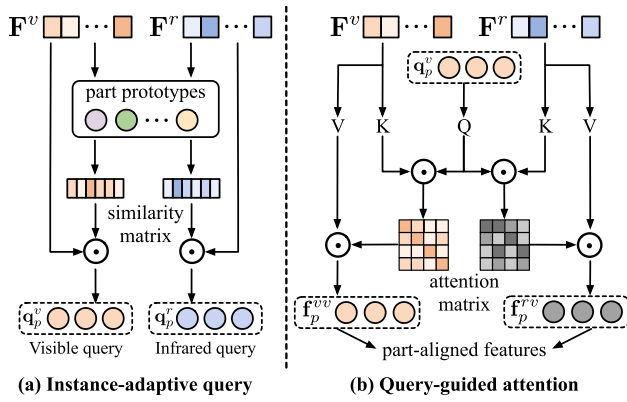 F^v ... F^r ...
part prototypes
...
similarity
matrix
q_p^v q_p^r
Visible query Infrared query
(a) Instance-adaptive query
F^v ... F^r ...
q_p^v
V K Q K V
attention
matrix
f_p^{vv} f_p^{rv}
part-aligned features
(b) Query-guided attention